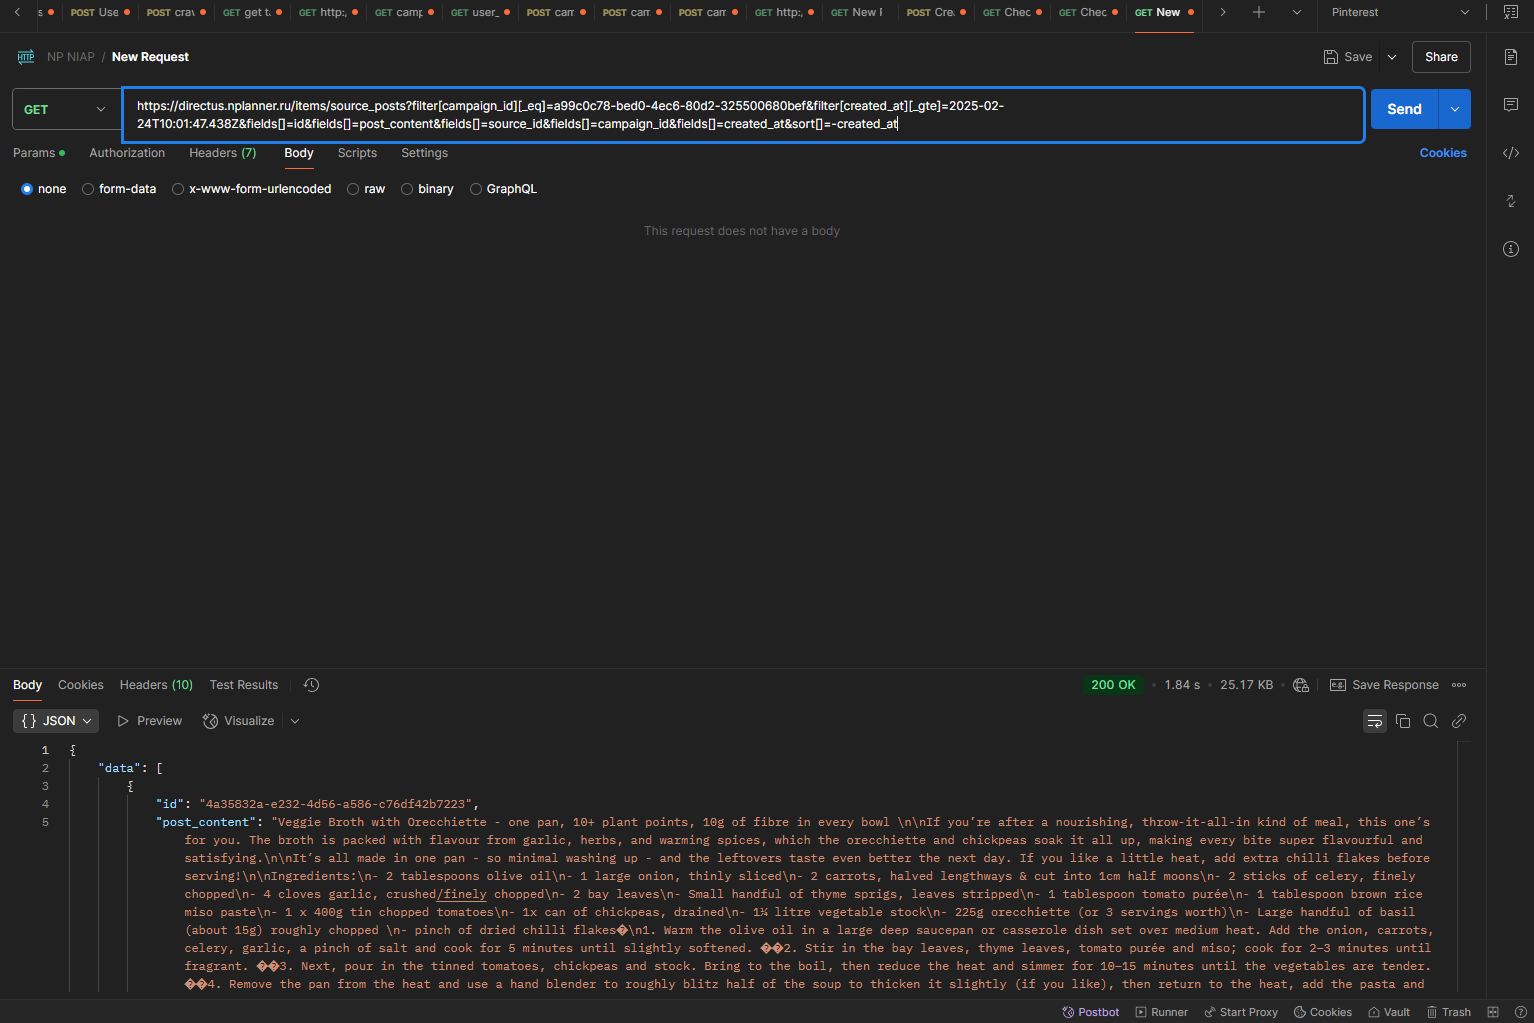 s
POST Use
POST crav
GET get t
GET http:
GET camp
GET user_
POST cam
POST cam
POST cam
GET http:
GET New
POST Cre
GET Chec
GET Chec
GET New
Pinterest
HTTP NP NIAP / New Request
Save
Share
GET
https://directus.nplanner.ru/items/source_posts?filter[campaign_id][_eq]=a99c0c78-bed0-4ec6-80d2-325500680bef&filter[created_at][_gte]=2025-02-
24T10:01:47.438Z&fields[]=id&fields[]=post_content&fields[]=source_id&fields[]=campaign_id&fields[]=created_at&sort[]=-created_at
Send
Params
Authorization
Headers (7)
Body
Scripts
Settings
Cookies
none
form-data
x-www-form-urlencoded
raw
binary
GraphQL
This request does not have a body
Body
Cookies
Headers (10)
Test Results
200 OK
1.84 s
25.17 KB
e.g.
Save Response
{} JSON
Preview
Visualize
1 {
2 "data": [
3 {
4 "id": "4a35832a-e232-4d56-a586-c76df42b7223",
5 "post_content": "Veggie Broth with Orecchiette - one pan, 10+ plant points, 10g of fibre in every bowl \n\nIf you’re after a nourishing, throw-it-all-in kind of meal, this one’s
for you. The broth is packed with flavour from garlic, herbs, and warming spices, which the orecchiette and chickpeas soak it all up, making every bite super flavourful and
satisfying.\n\nIt’s all made in one pan - so minimal washing up - and the leftovers taste even better the next day. If you like a little heat, add extra chilli flakes before
serving!\n\nIngredients:\n- 2 tablespoons olive oil\n- 1 large onion, thinly sliced\n- 2 carrots, halved lengthways & cut into 1cm half moons\n- 2 sticks of celery, finely
chopped\n- 4 cloves garlic, crushed/finely chopped\n- 2 bay leaves\n- Small handful of thyme sprigs, leaves stripped\n- 1 tablespoon tomato purée\n- 1 tablespoon brown rice
miso paste\n- 1 x 400g tin chopped tomatoes\n- 1x can of chickpeas, drained\n- 1¼ litre vegetable stock\n- 225g orecchiette (or 3 servings worth)\n- Large handful of basil
(about 15g) roughly chopped \n- pinch of dried chilli flakes�\n1. Warm the olive oil in a large deep saucepan or casserole dish set over medium heat. Add the onion, carrots,
celery, garlic, a pinch of salt and cook for 5 minutes until slightly softened. ��2. Stir in the bay leaves, thyme leaves, tomato purée and miso; cook for 2–3 minutes until
fragrant. ��3. Next, pour in the tinned tomatoes, chickpeas and stock. Bring to the boil, then reduce the heat and simmer for 10–15 minutes until the vegetables are tender.
��4. Remove the pan from the heat and use a hand blender to roughly blitz half of the soup to thicken it slightly (if you like), then return to the heat, add the pasta and
Postbot
Runner
Start Proxy
Cookies
Vault
Trash